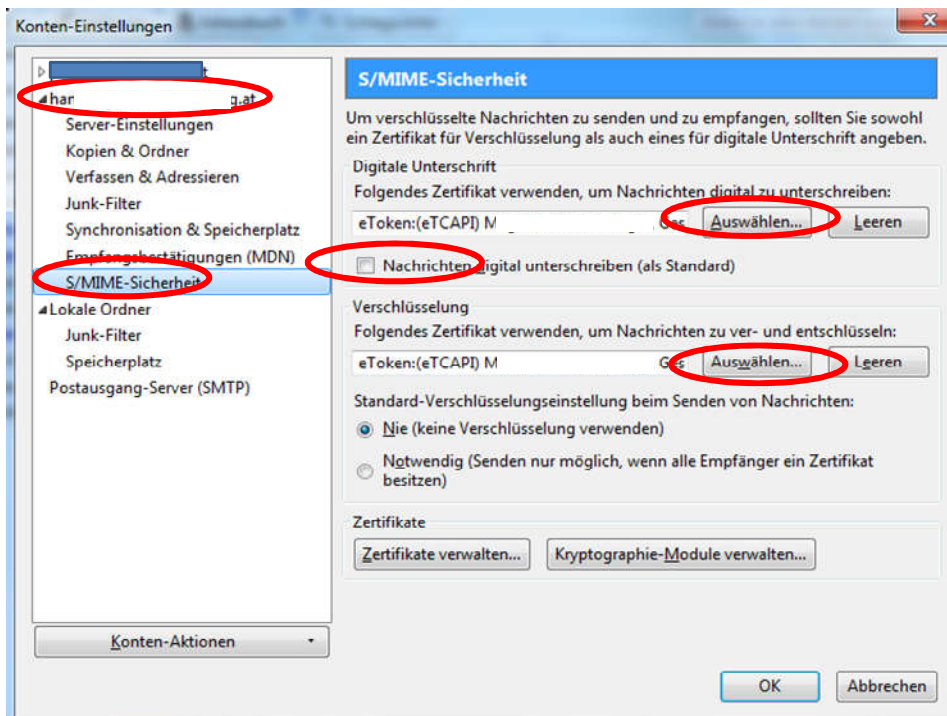 Konten-Einstellungen
t
har g.at
Server-Einstellungen
Kopien & Ordner
Verfassen & Adressieren
Junk-Filter
Synchronisation & Speicherplatz
Empfangsbestätigungen (MDN)
S/MIME-Sicherheit
Lokale Ordner
Junk-Filter
Speicherplatz
Postausgang-Server (SMTP)
Konten-Aktionen
S/MIME-Sicherheit
Um verschlüsselte Nachrichten zu senden und zu empfangen, sollten Sie sowohl
ein Zertifikat für Verschlüsselung als auch eines für digitale Unterschrift angeben.
Digitale Unterschrift
Folgendes Zertifikat verwenden, um Nachrichten digital zu unterschreiben:
eToken:(eTCAPI) M Ges Auswählen... Leeren
Nachrichten digital unterschreiben (als Standard)
Verschlüsselung
Folgendes Zertifikat verwenden, um Nachrichten zu ver- und entschlüsseln:
eToken:(eTCAPI) M Ges Auswählen... Leeren
Standard-Verschlüsselungseinstellung beim Senden von Nachrichten:
Nie (keine Verschlüsselung verwenden)
Notwendig (Senden nur möglich, wenn alle Empfänger ein Zertifikat
besitzen)
Zertifikate
Zertifikate verwalten... Kryptographie-Module verwalten...
OK Abbrechen